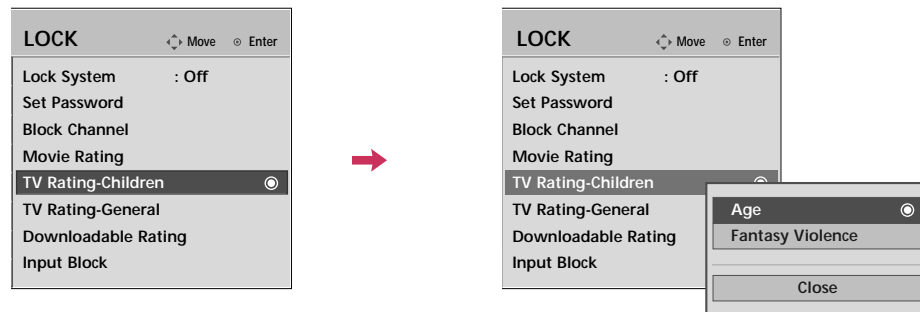 LOCK Move Enter
Lock System : Off
Set Password
Block Channel
Movie Rating
TV Rating-Children
TV Rating-General
Downloadable Rating
Input Block
LOCK Move Enter
Lock System : Off
Set Password
Block Channel
Movie Rating
TV Rating-Children
TV Rating-General
Downloadable Rating
Input Block
Age
Fantasy Violence
Close